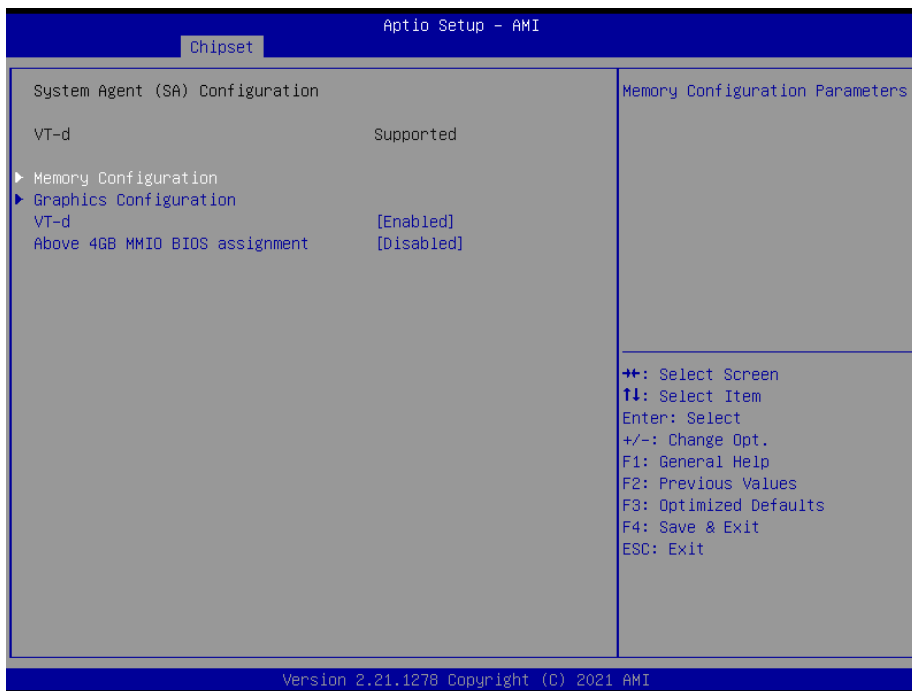 Aptio Setup – AMI
Chipset
System Agent (SA) Configuration
VT-d Supported
Memory Configuration
Graphics Configuration
VT-d [Enabled]
Above 4GB MMIO BIOS assignment [Disabled]
Memory Configuration Parameters
→←: Select Screen
↑↓: Select Item
Enter: Select
+/-: Change Opt.
F1: General Help
F2: Previous Values
F3: Optimized Defaults
F4: Save & Exit
ESC: Exit
Version 2.21.1278 Copyright (C) 2021 AMI